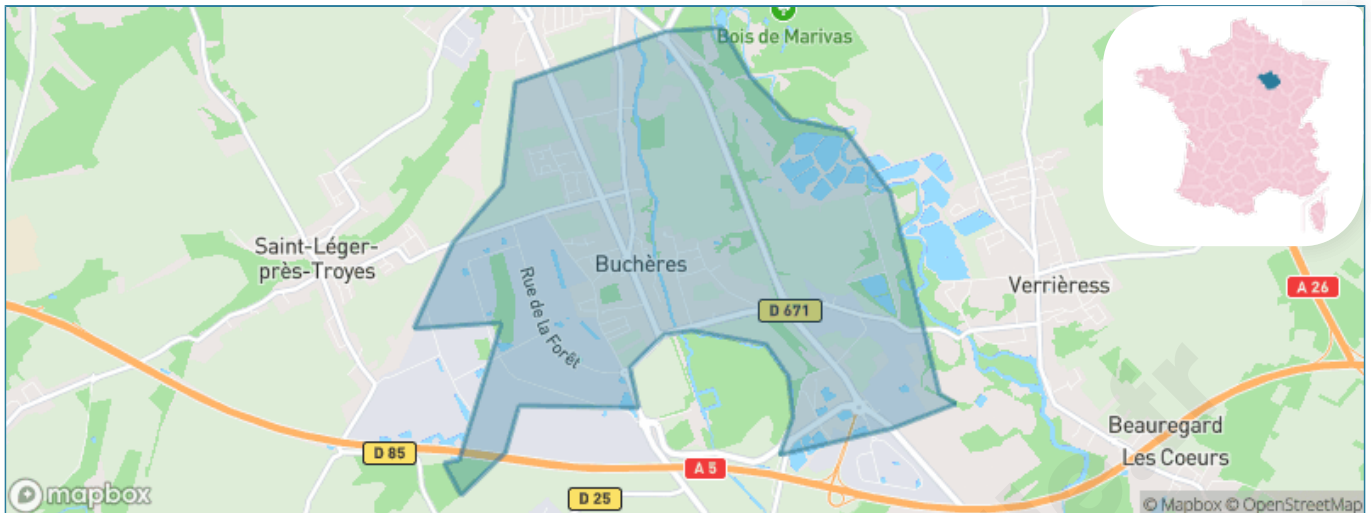 Bois de Marivas
Saint-Léger-
près-Troyes
Buchères
Rue de la Forêt
D 671
Verrièress
A 26
Beauregard
Les Coeurs
D 85
A 5
D 25
mapbox
© Mapbox © OpenStreetMap